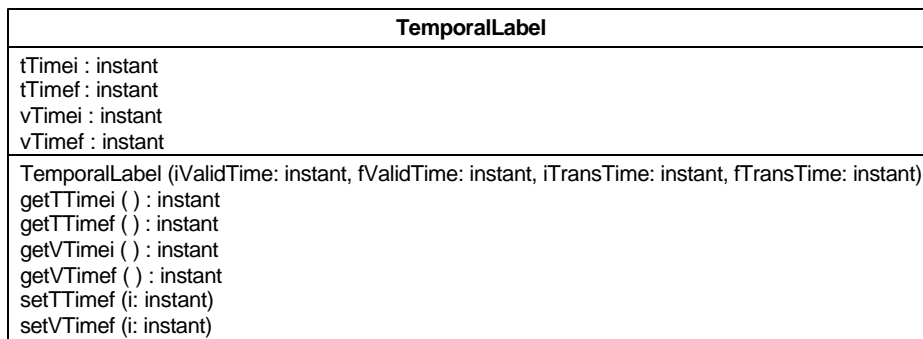 TemporalLabel
tTimei : instant
tTimef : instant
vTimei : instant
vTimef : instant
TemporalLabel (iValidTime: instant, fValidTime: instant, iTransTime: instant, fTransTime: instant)
getTTimei ( ) : instant
getTTimef ( ) : instant
getVTimei ( ) : instant
getVTimef ( ) : instant
setTTimef (i: instant)
setVTimef (i: instant)